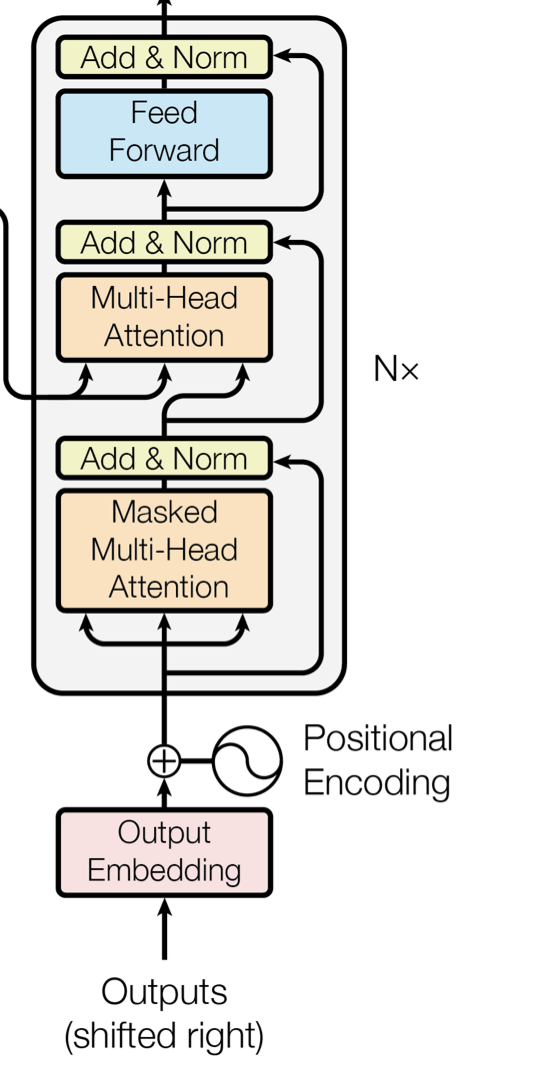 Add & Norm
Feed
Forward
Add & Norm
Multi-Head
Attention
N×
Add & Norm
Masked
Multi-Head
Attention
Positional
Encoding
Output
Embedding
Outputs
(shifted right)